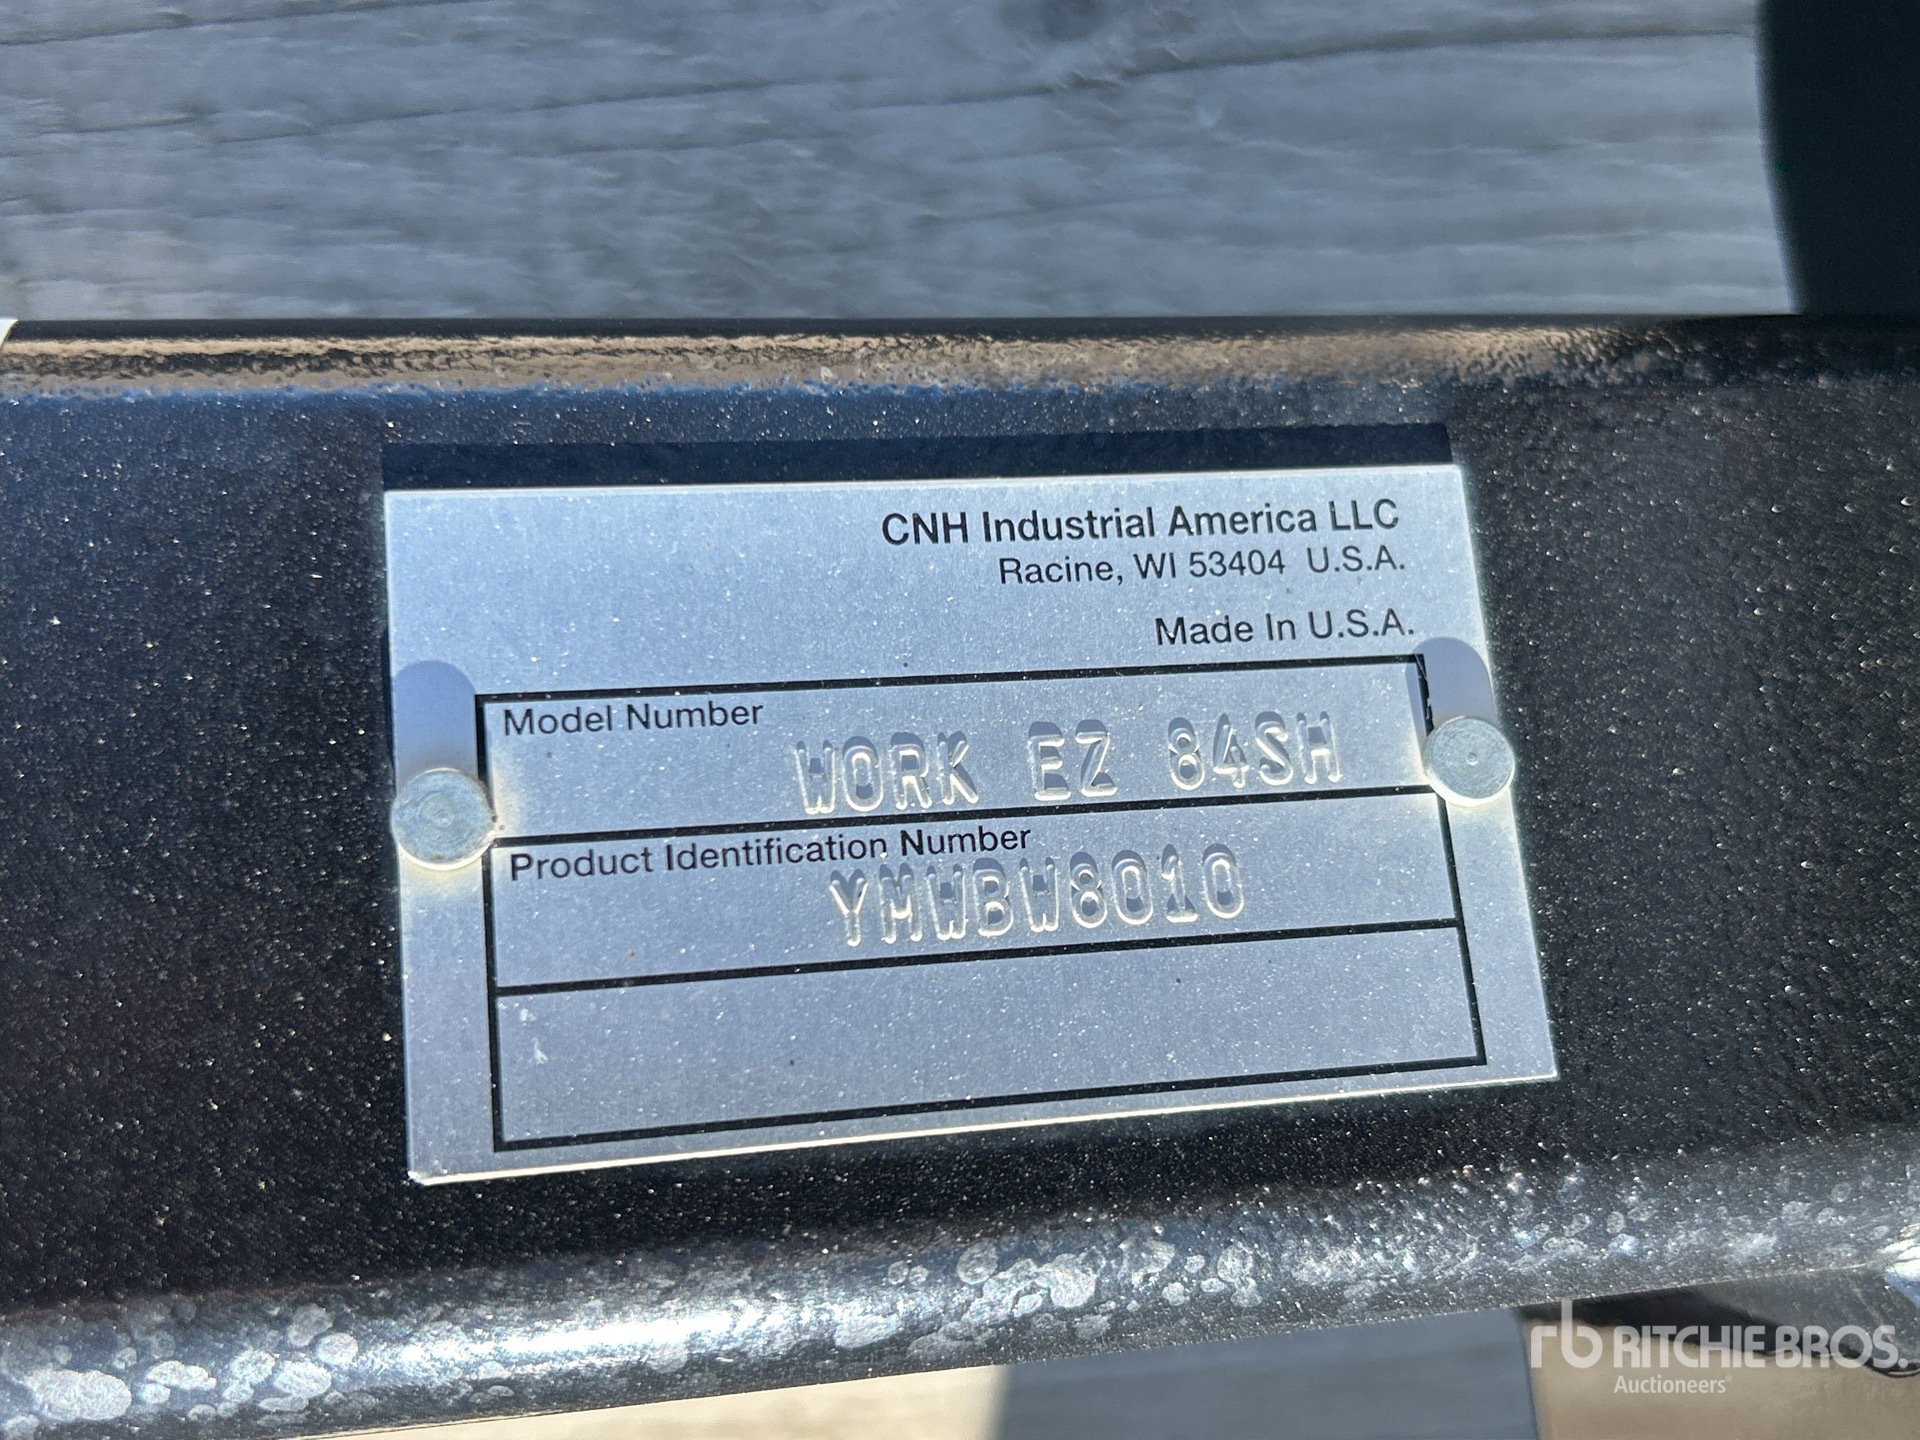 CNH Industrial America LLC
Racine, WI 53404 U.S.A.
Made In U.S.A.
Model Number
WORK EZ 84SH
Product Identification Number
YMWBW8010
rb RITCHIE BROS.
Auctioneers